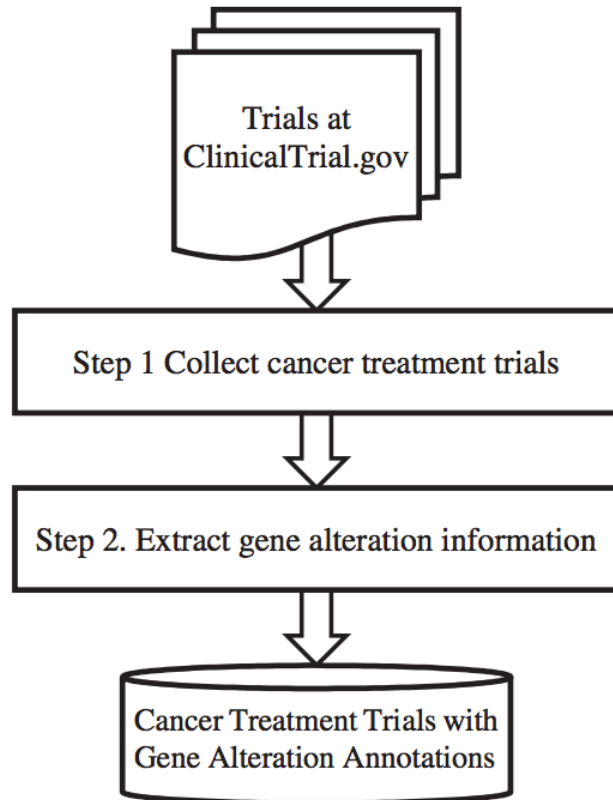 Trials at
ClinicalTrial.gov
Step 1 Collect cancer treatment trials
Step 2. Extract gene alteration information
Cancer Treatment Trials with
Gene Alteration Annotations